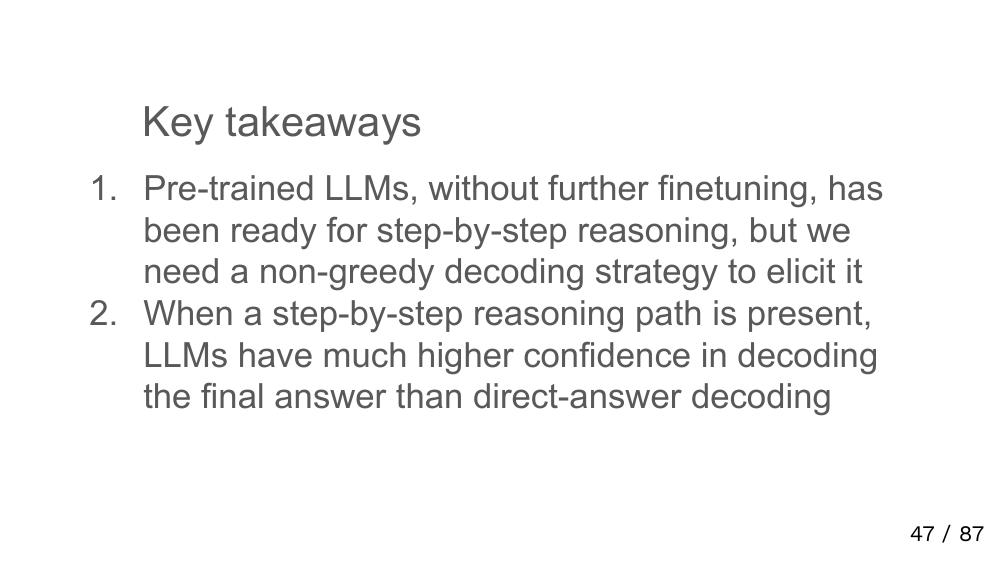 Key takeaways
1. Pre-trained LLMs, without further finetuning, has
been ready for step-by-step reasoning, but we
need a non-greedy decoding strategy to elicit it
2. When a step-by-step reasoning path is present,
LLMs have much higher confidence in decoding
the final answer than direct-answer decoding
47 / 87